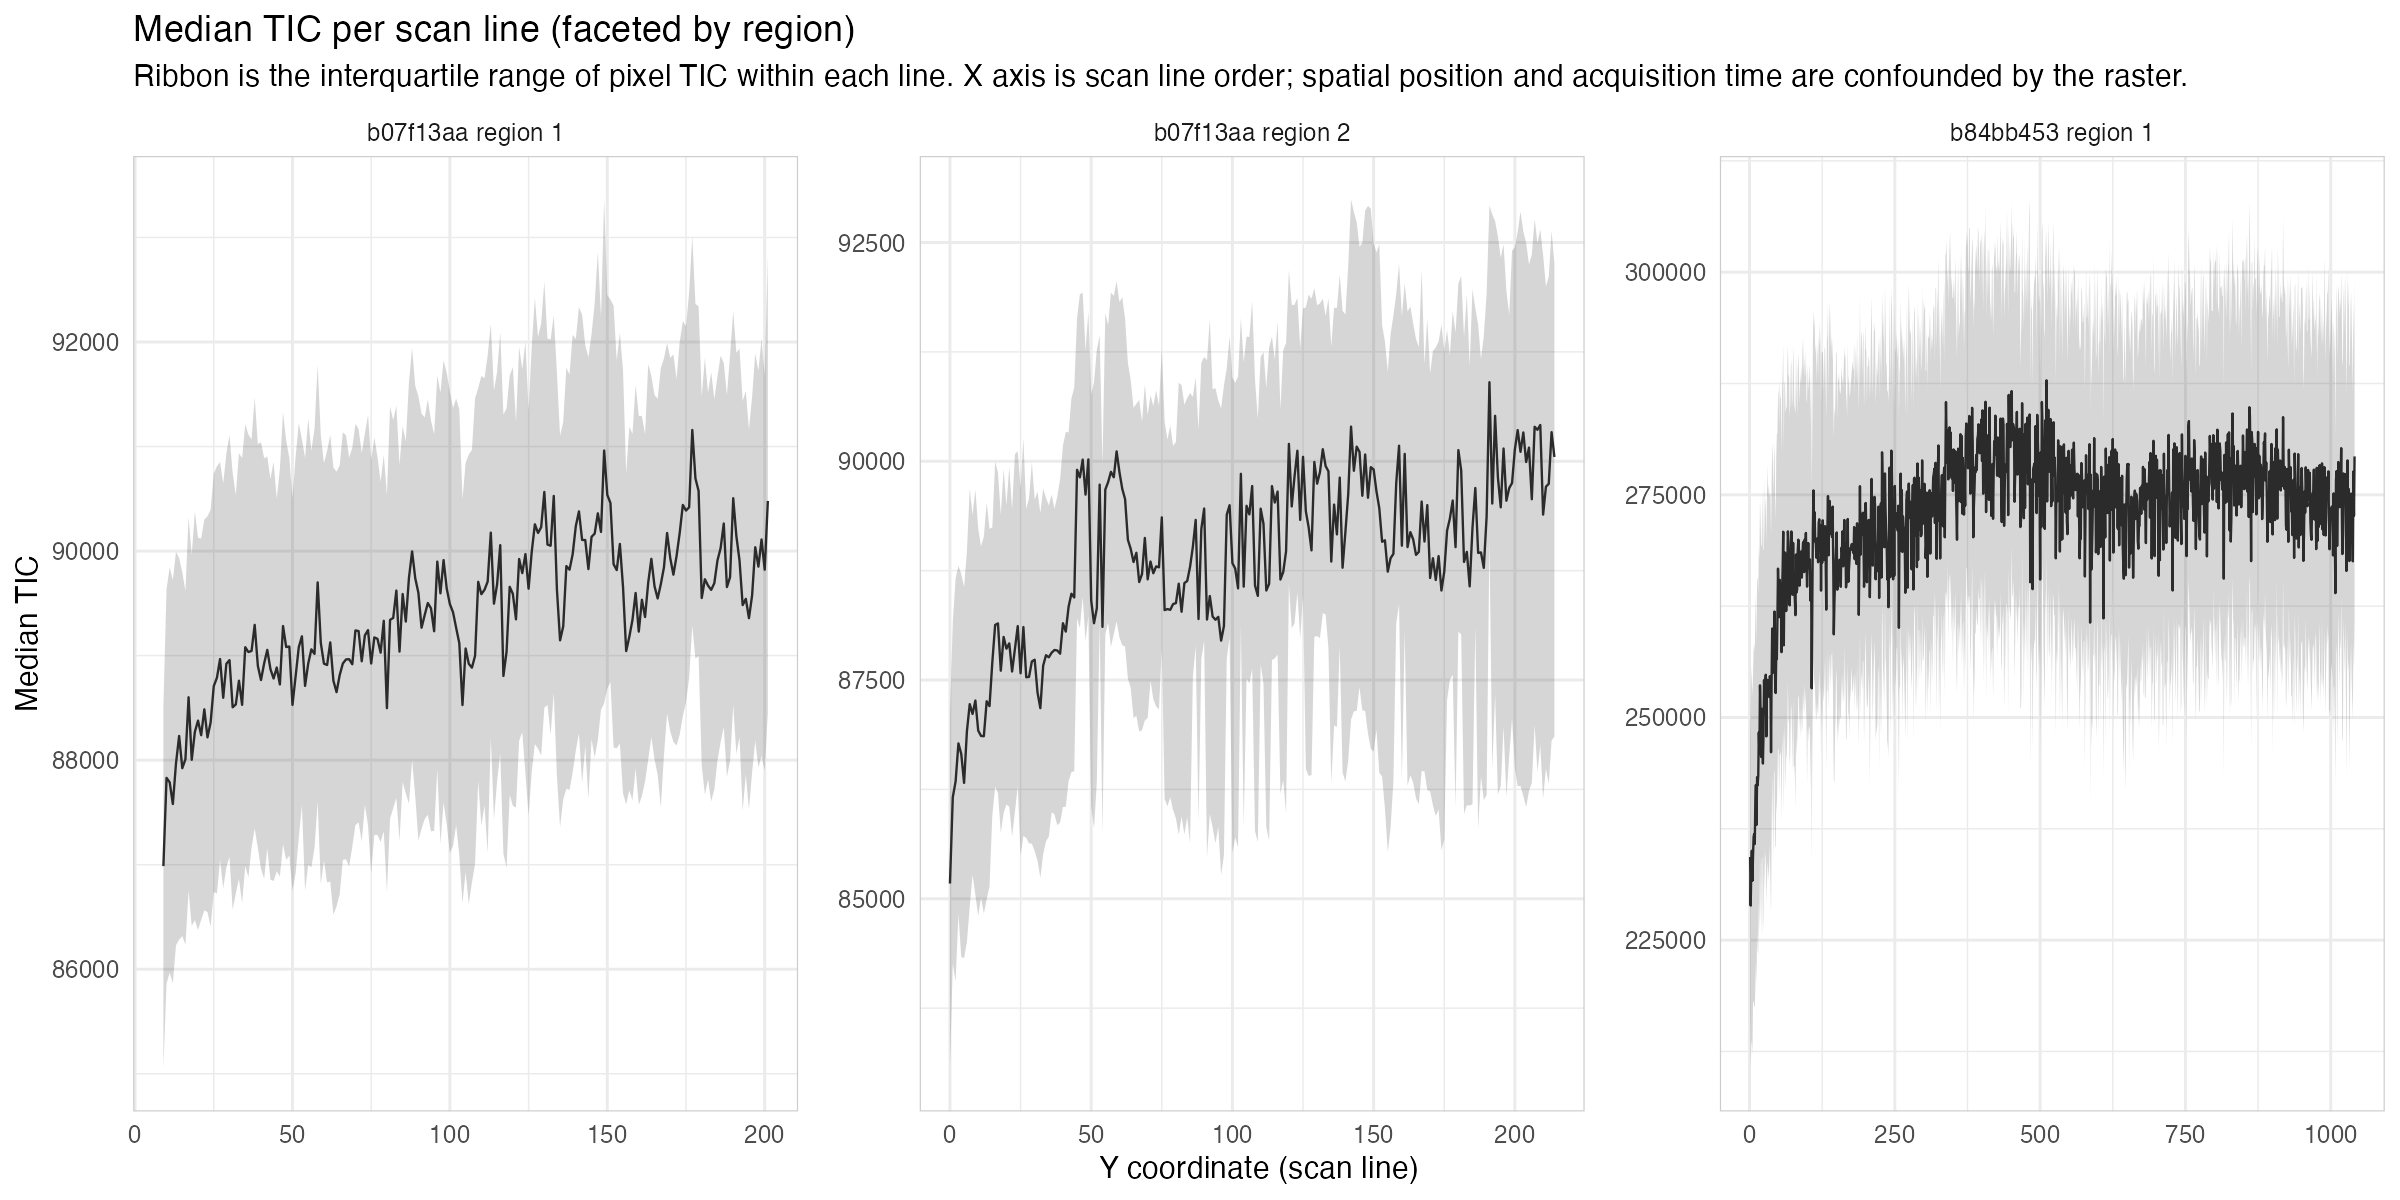 Median TIC per scan line (faceted by region)
Ribbon is the interquartile range of pixel TIC within each line. X axis is scan line order; spatial position and acquisition time are confounded by the raster.
b07f13aa region 1
b07f13aa region 2
b84bb453 region 1
Median TIC
92000
90000
88000
86000
92500
90000
87500
85000
300000
275000
250000
225000
0 50 100 150 200
0 50 100 150 200
0 250 500 750 1000
Y coordinate (scan line)